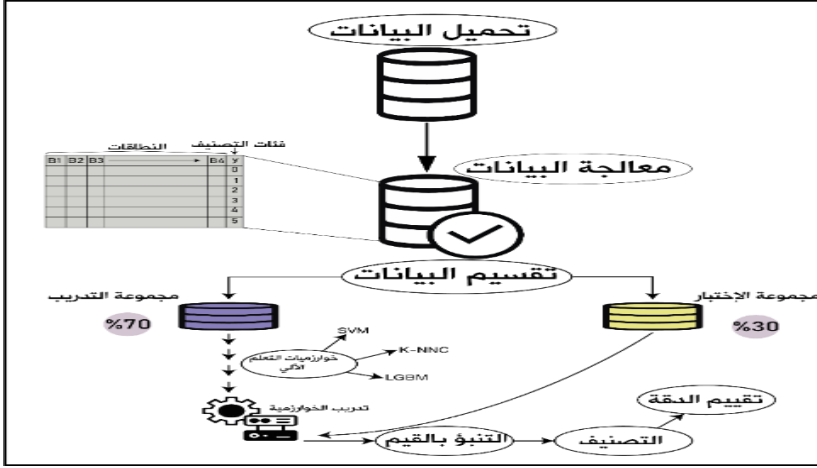 تحميل البيانات
النطاقات
فئات التصنيف
B1 B2 B3 B4 y
0
1
2
3
4
5
معالجة البيانات
تقسيم البيانات
مجموعة التدريب
%70
مجموعة الإختبار
%30
خوارزميات التعلم
الآلي
SVM
K-NNC
LGBM
تدريب الخوارزمية
التنبؤ بالقيم
التصنيف
تقييم الدقة